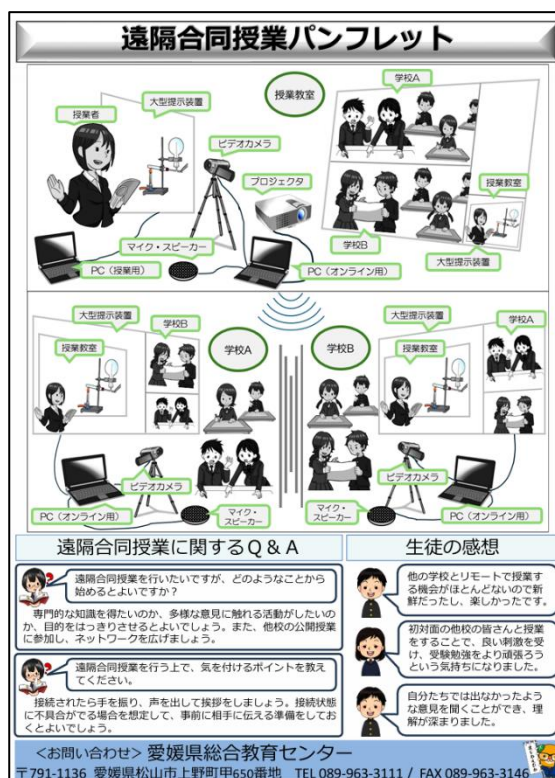 遠隔合同授業パンフレット
授業教室
学校A
大型提示装置
授業者
ビデオカメラ
プロジェクタ
授業教室
マイク・スピーカー
学校B
大型提示装置
PC（授業用）
PC（オンライン用）
大型提示装置
学校B
授業教室
学校A
学校B
大型提示装置
学校A
授業教室
ビデオカメラ
ビデオカメラ
PC（オンライン用）
マイク・
スピーカー
マイク・
スピーカー
PC（オンライン用）
遠隔合同授業に関するＱ＆Ａ
遠隔合同授業を行いたいですが、どのようなことから
始めるとよいですか？
専門的な知識を得たいのか、多様な意見に触れる活動がしたいの
か、目的をはっきりさせるとよいでしょう。また、他校の公開授業
に参加し、ネットワークを広げましょう。
遠隔合同授業を行う上で、気を付けるポイントを教え
てください。
接続されたら手を振り、声を出して挨拶をしましょう。接続状態
に不具合がでる場合を想定して、事前に相手に伝える準備をしてお
くとよいでしょう。
生徒の感想
他の学校とリモートで授業す
る機会がほとんどないので新
鮮だったし、楽しかったです。
初対面の他校の皆さんと授業
をすることで、良い刺激を受
け、受験勉強をより頑張ろう
という気持ちになりました。
自分たちでは出なかったよう
な意見を聞くことができ、理
解が深まりました。
＜お問い合わせ＞愛媛県総合教育センター
〒791-1136 愛媛県松山市上野町甲650番地 TEL 089-963-3111 / FAX 089-963-3146